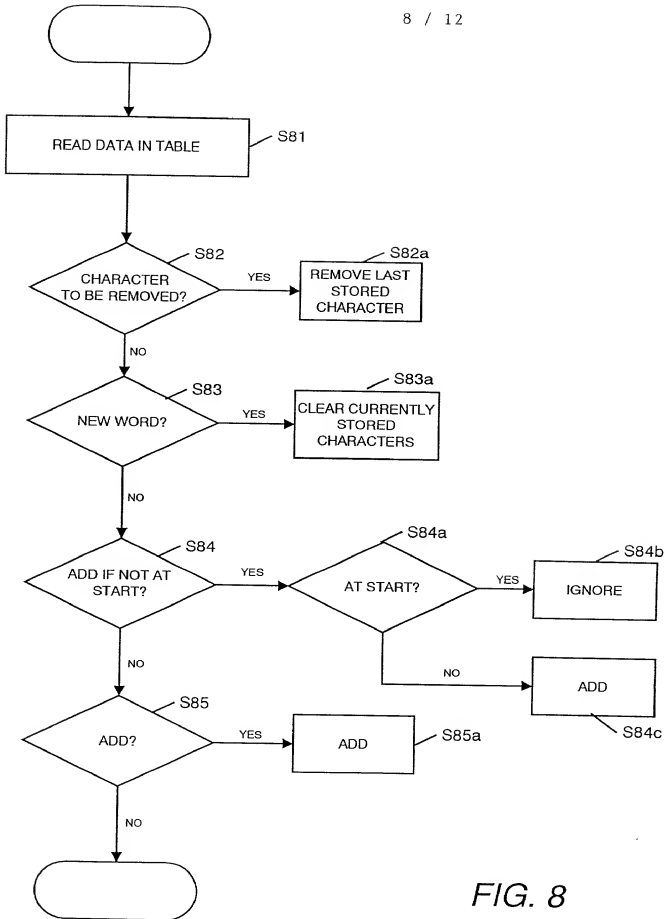 8 / 12
READ DATA IN TABLE
S81
S82
CHARACTER
TO BE REMOVED?
YES
S82a
REMOVE LAST
STORED
CHARACTER
NO
S83
NEW WORD?
YES
S83a
CLEAR CURRENTLY
STORED
CHARACTERS
NO
S84
ADD IF NOT AT
START?
YES
S84a
AT START?
YES
S84b
IGNORE
NO
ADD
S84c
NO
S85
ADD?
YES
ADD
S85a
NO
FIG. 8